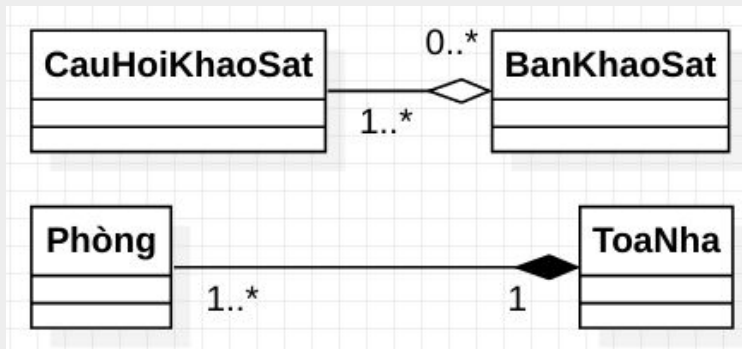 0..*
CauHoiKhaoSat
BanKhaoSat
1..*
Phòng
ToaNha
1..*
1